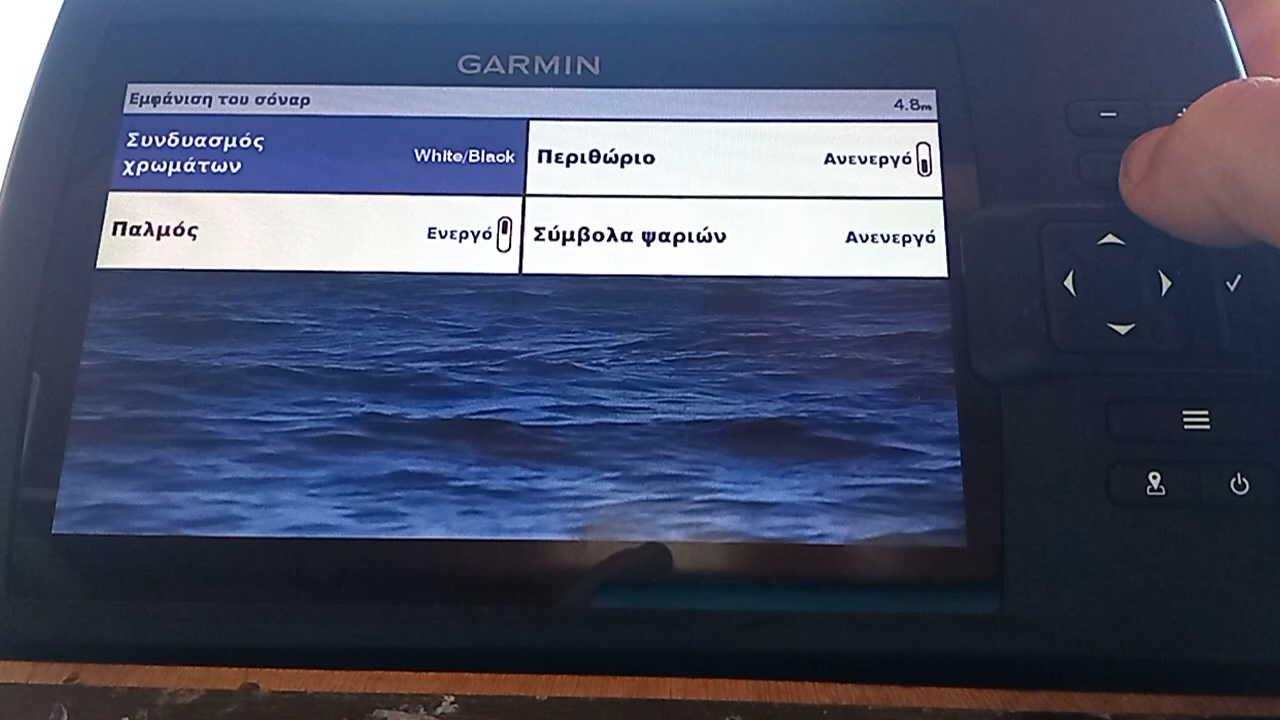 GARMIN
Εμφάνιση του σόναρ
4.8m
Συνδυασμός
χρωμάτων
White/Black
Περιθώριο
Ανενεργό
Παλμός
Ενεργό
Σύμβολα ψαριών
Ανενεργό